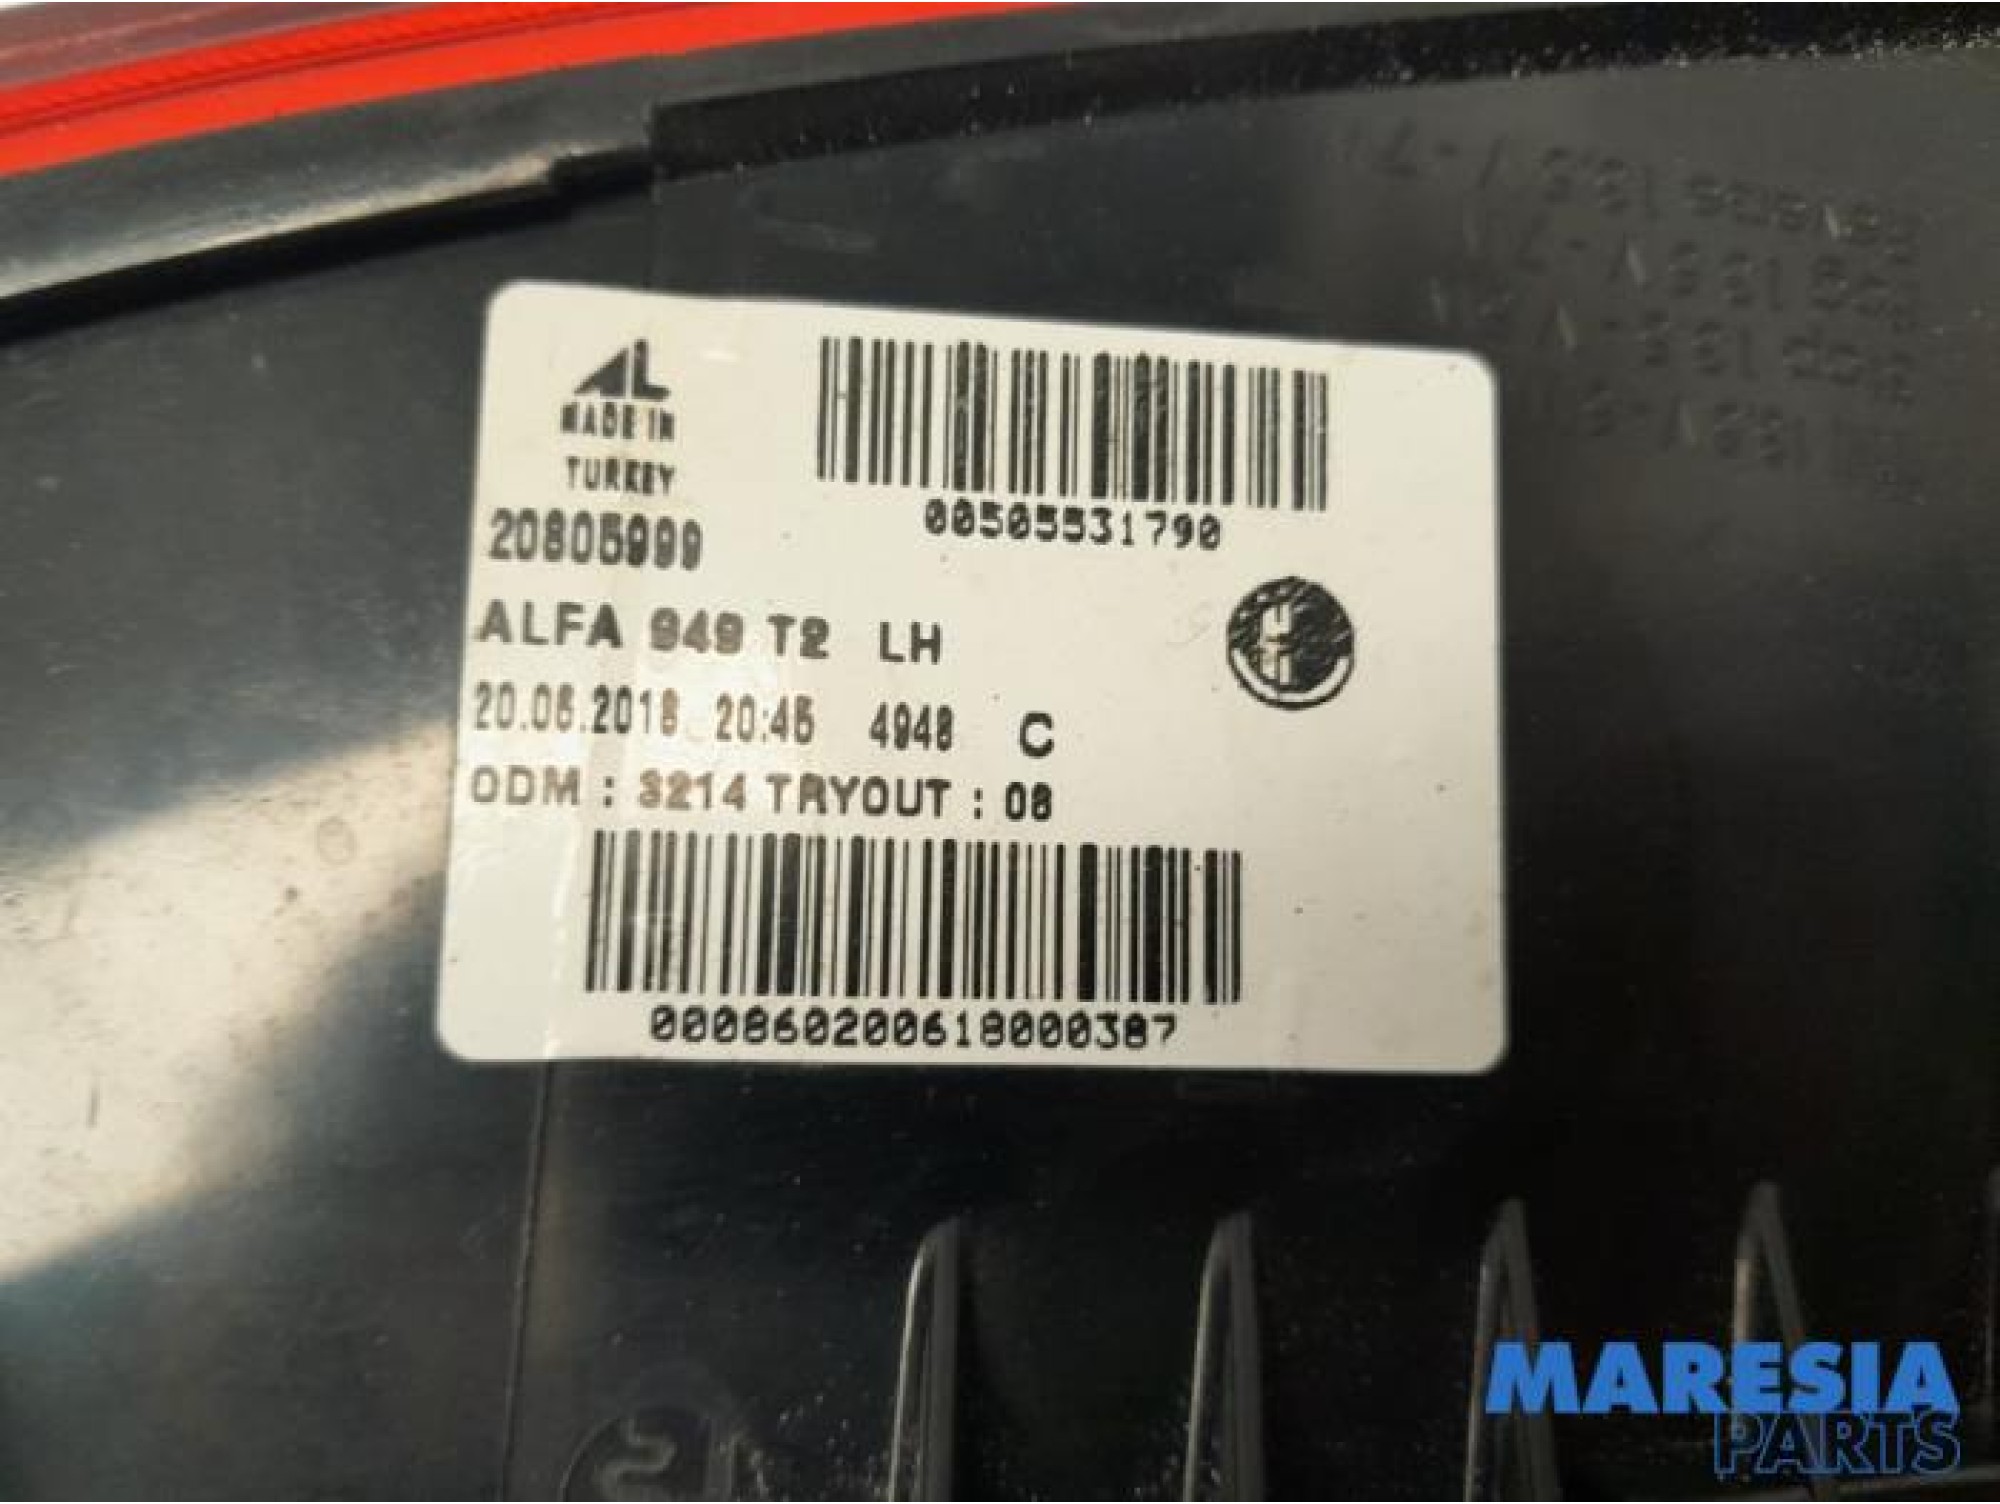 AL
MADE IN
TURKEY
00505531790
20805999
ALFA 949 T2 LH
20.06.2018 20:45 4948 C
ODM : 3214 TRYOUT : 08
000860200618000387
MARESIA
PARTS